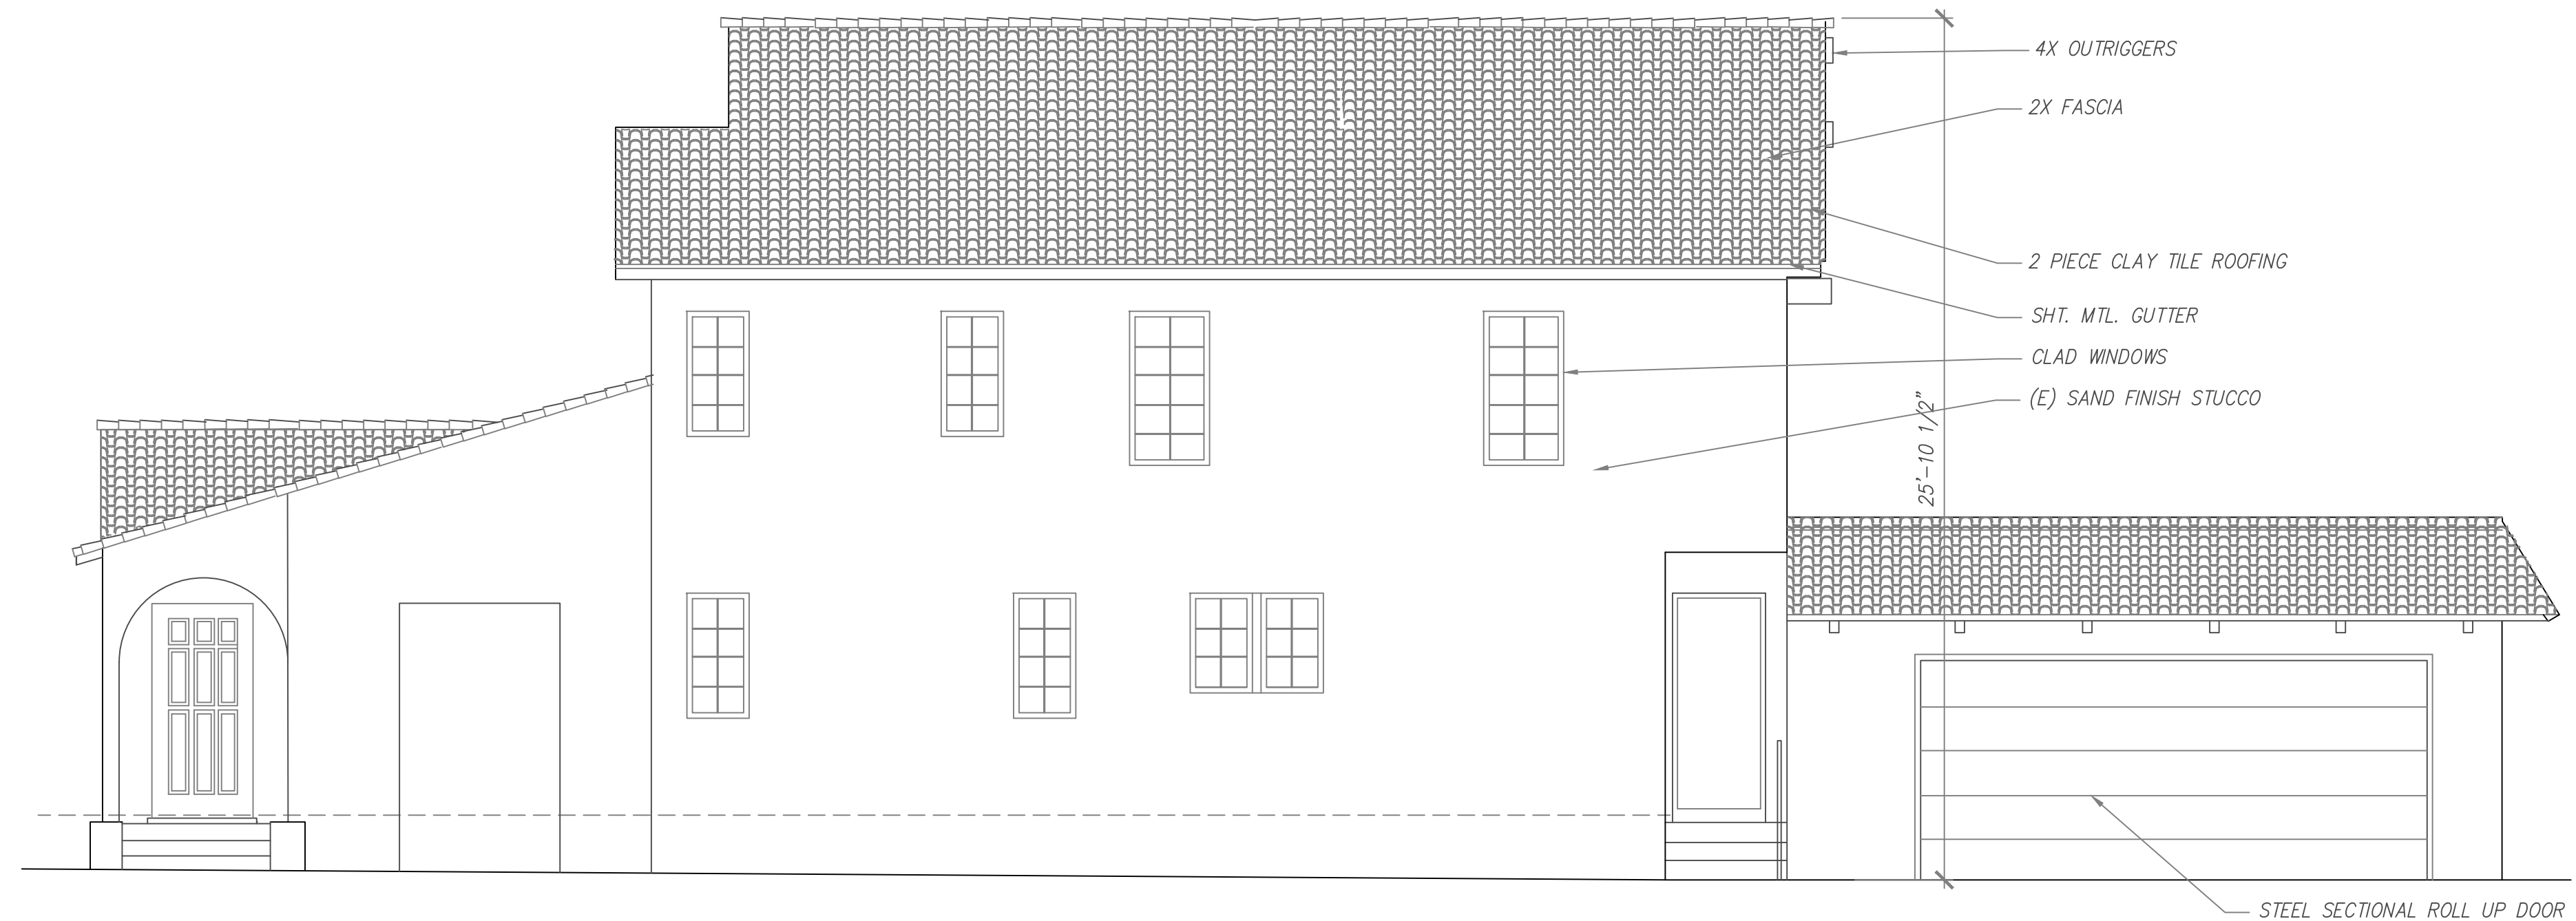 4X OUTRIGGERS
2X FASCIA
2 PIECE CLAY TILE ROOFING
SHT. MTL. GUTTER
CLAD WINDOWS
(E) SAND FINISH STUCCO
25'-10 1/2"
STEEL SECTIONAL ROLL UP DOOR